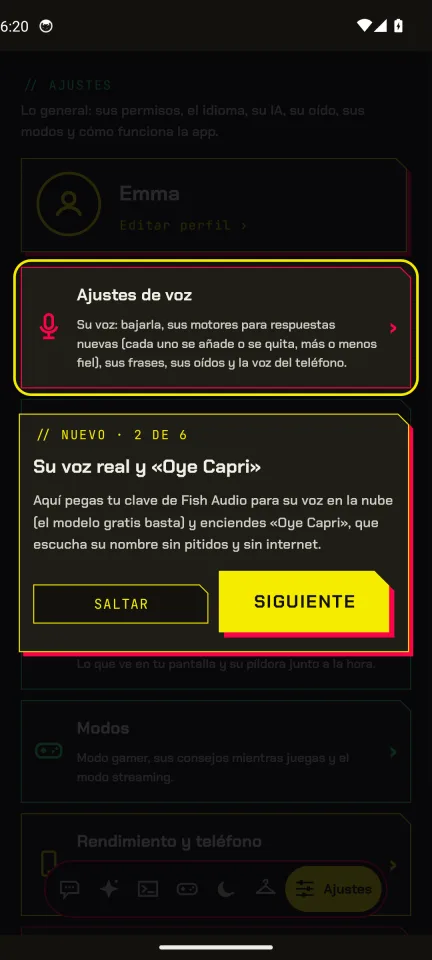 6:20
// AJUSTES
Lo general: sus permisos, el idioma, su IA, su oído, sus
modos y cómo funciona la app.
Emma
Editar perfil ›
Ajustes de voz
Su voz: bajarla, sus motores para respuestas
nuevas (cada uno se añade o se quita, más o menos
fiel), sus frases, sus oídos y la voz del teléfono.
// NUEVO · 2 DE 6
Su voz real y «Oye Capri»
Aquí pegas tu clave de Fish Audio para su voz en la nube
(el modelo gratis basta) y enciendes «Oye Capri», que
escucha su nombre sin pitidos y sin internet.
SALTAR
SIGUIENTE
Lo que ve en tu pantalla y su píldora junto a la hora.
Modos
Modo gamer, sus consejos mientras juegas y el
modo streaming.
Rendimiento y teléfono
Ajustes